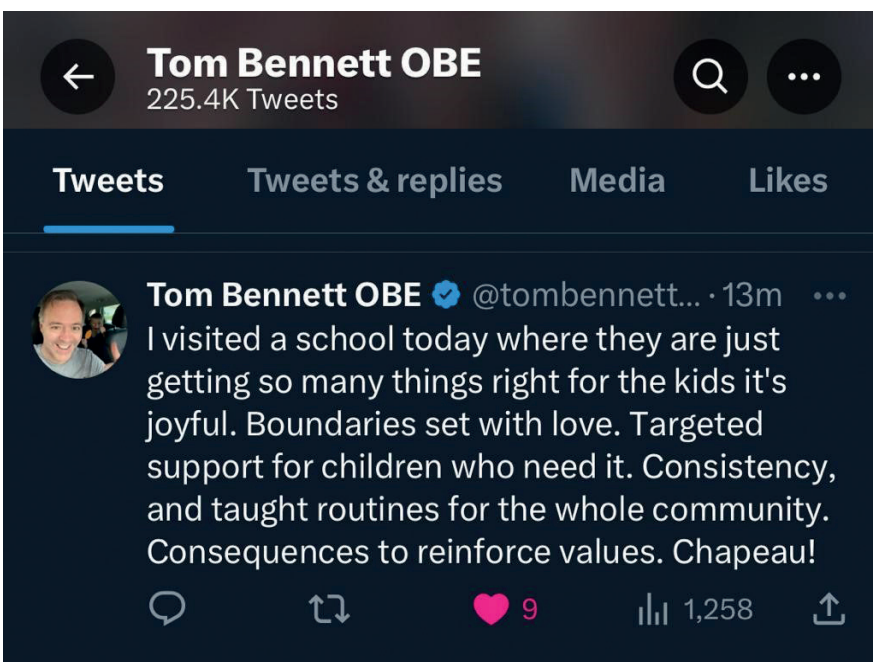 Tom Bennett OBE
225.4K Tweets
Tweets Tweets & replies Media Likes
Tom Bennett OBE @tombennett... · 13m
I visited a school today where they are just
getting so many things right for the kids it's
joyful. Boundaries set with love. Targeted
support for children who need it. Consistency,
and taught routines for the whole community.
Consequences to reinforce values. Chapeau!
9 1,258